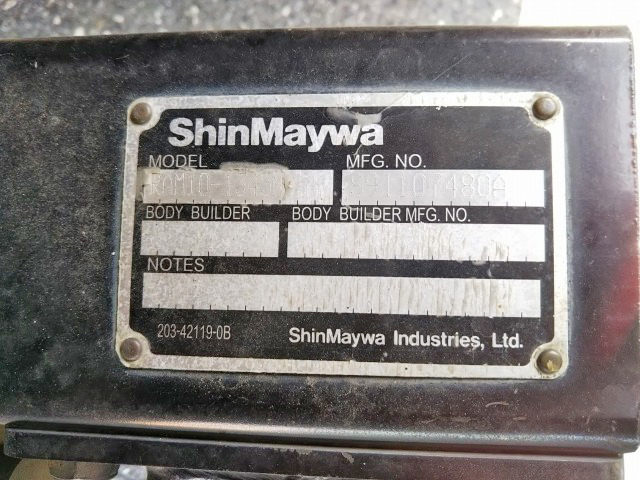 ShinMaywa
MODEL MFG. NO.
BODY BUILDER BODY BUILDER MFG. NO.
NOTES
203-42119-0B ShinMaywa Industries, Ltd.